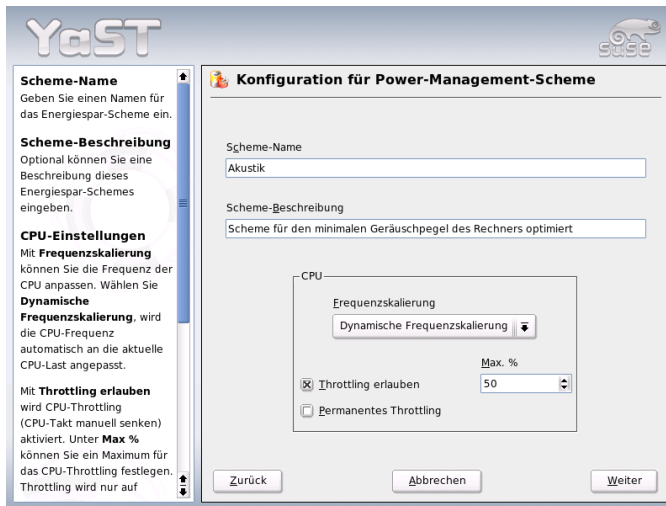 YaST
SUSE
Scheme-Name
Geben Sie einen Namen für
das Energiespar-Scheme ein.
Scheme-Beschreibung
Optional können Sie eine
Beschreibung dieses
Energiespar-Schemes
eingeben.
CPU-Einstellungen
Mit Frequenzskalierung
können Sie die Frequenz der
CPU anpassen. Wählen Sie
Dynamische
Frequenzskalierung, wird
die CPU-Frequenz
automatisch an die aktuelle
CPU-Last angepasst.
Mit Throttling erlauben
wird CPU-Throttling
(CPU-Takt manuell senken)
aktiviert. Unter Max %
können Sie ein Maximum für
das CPU-Throttling festlegen.
Throttling wird nur auf
Konfiguration für Power-Management-Scheme
Scheme-Name
Akustik
Scheme-Beschreibung
Scheme für den minimalen Geräuschpegel des Rechners optimiert
CPU
Frequenzskalierung
Dynamische Frequenzskalierung
Max. %
Throttling erlauben
50
Permanentes Throttling
Zurück
Abbrechen
Weiter